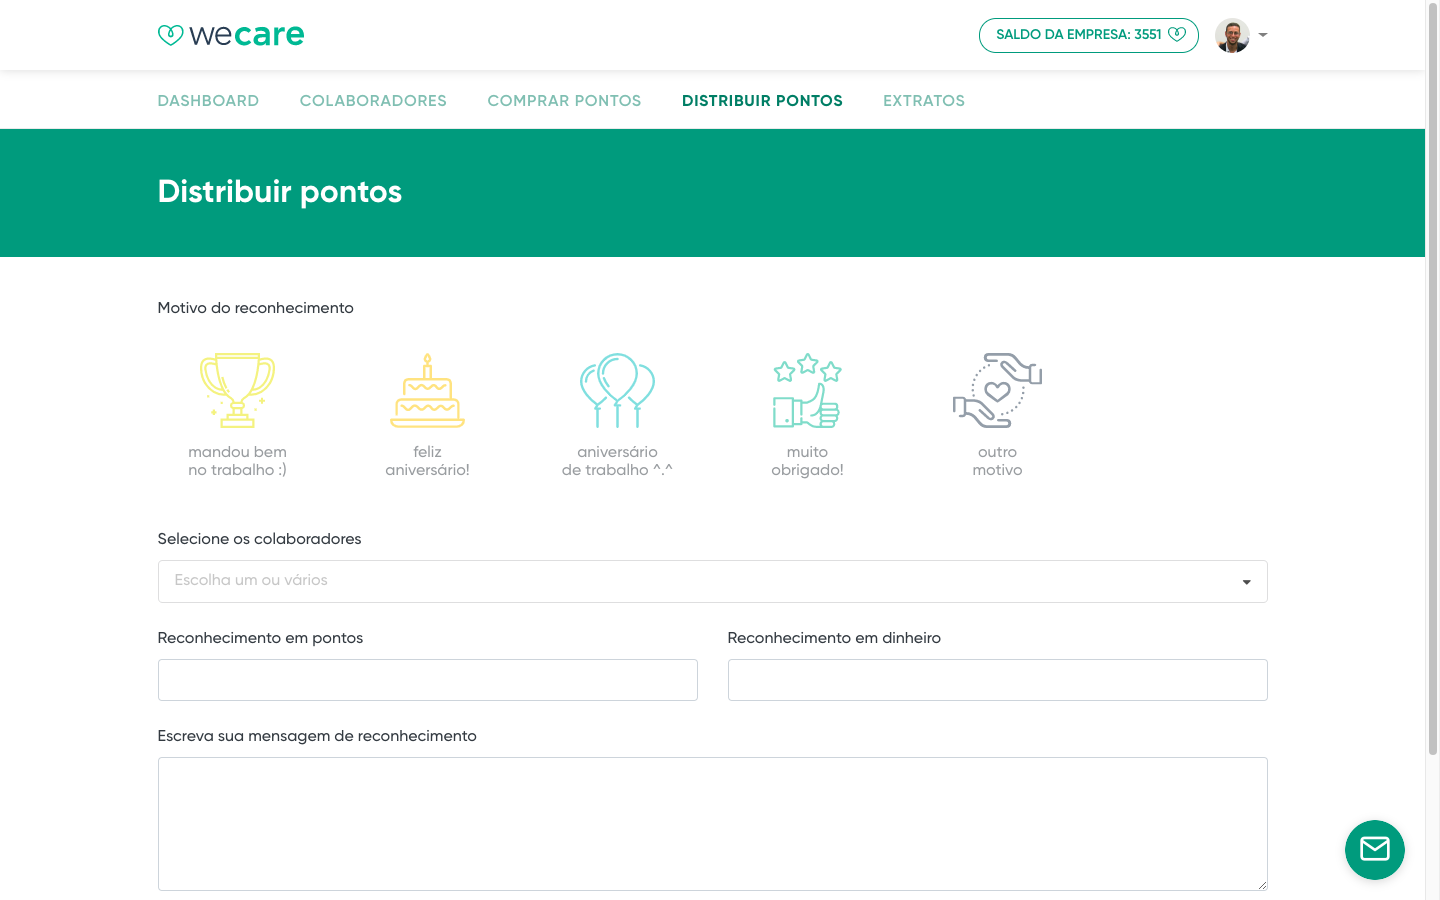 wecare
SALDO DA EMPRESA: 3551
DASHBOARD
COLABORADORES
COMPRAR PONTOS
DISTRIBUIR PONTOS
EXTRATOS
Distribuir pontos
Motivo do reconhecimento
mandou bem
no trabalho :)
feliz
aniversário!
aniversário
de trabalho ^.^
muito
obrigado!
outro
motivo
Selecione os colaboradores
Escolha um ou vários
Reconhecimento em pontos
Reconhecimento em dinheiro
Escreva sua mensagem de reconhecimento